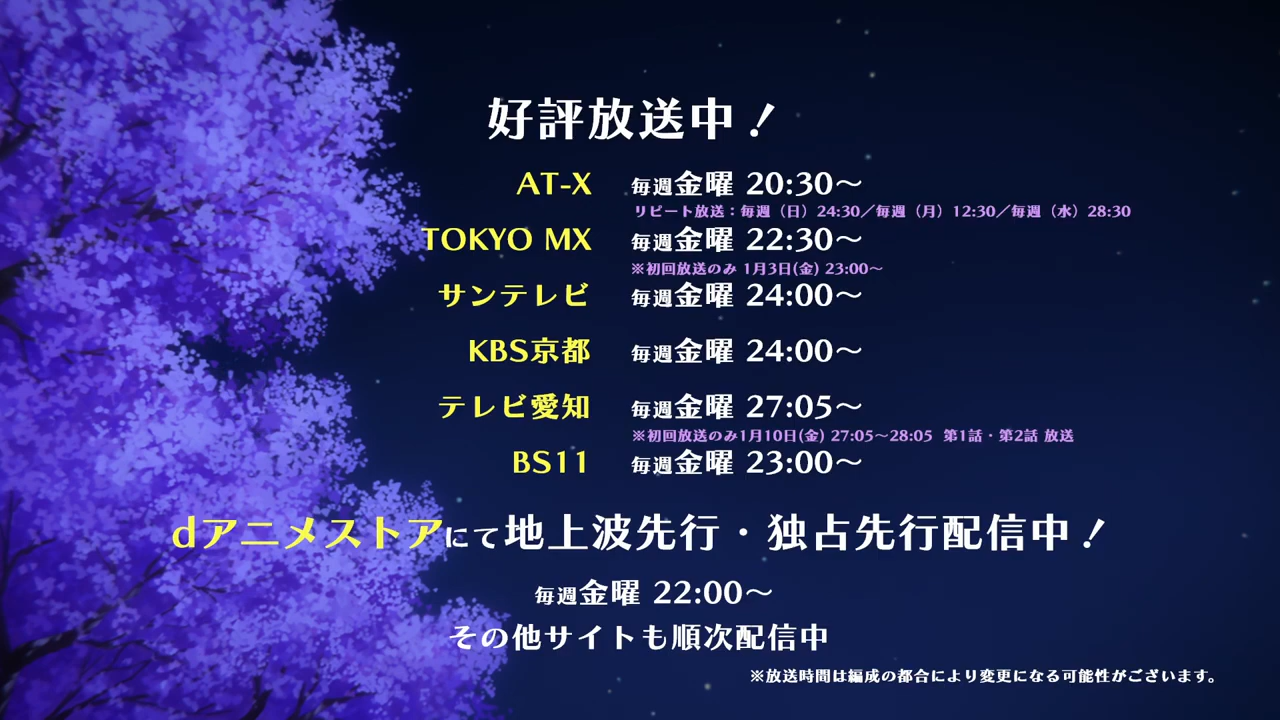 好評放送中！
AT-X 毎週金曜 20:30～
リピート放送：毎週（日）24:30／毎週（月）12:30／毎週（水）28:30
TOKYO MX 毎週金曜 22:30～
※初回放送のみ 1月3日(金) 23:00～
サンテレビ 毎週金曜 24:00～
KBS京都 毎週金曜 24:00～
テレビ愛知 毎週金曜 27:05～
※初回放送のみ1月10日(金) 27:05～28:05 第1話・第2話 放送
BS11 毎週金曜 23:00～
dアニメストアにて地上波先行・独占先行配信中！
毎週金曜 22:00～
その他サイトも順次配信中
※放送時間は編成の都合により変更になる可能性がございます。